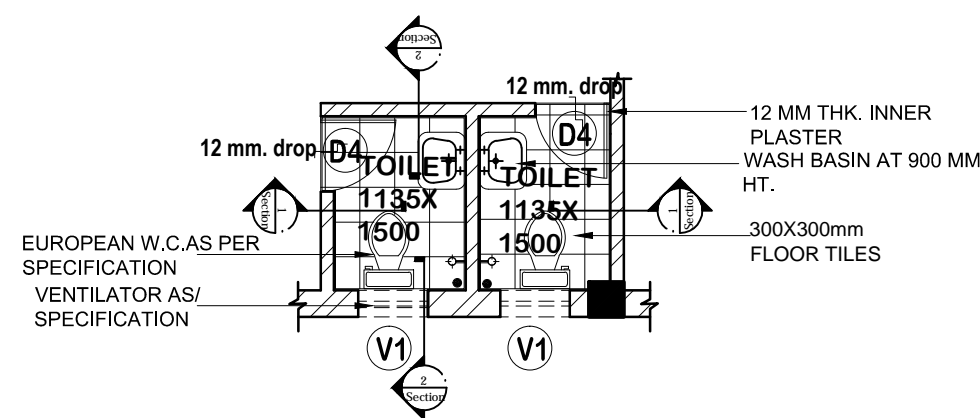 Section
2
12 mm. drop
12 mm. drop
D4
D4
12 MM THK. INNER
PLASTER
WASH BASIN AT 900 MM
HT.
TOILET
1135X
1500
TOILET
1135X
1500
Section
1
1
Section
300X300mm
FLOOR TILES
EUROPEAN W.C.AS PER
SPECIFICATION
VENTILATOR AS/
SPECIFICATION
V1
V1
2
Section